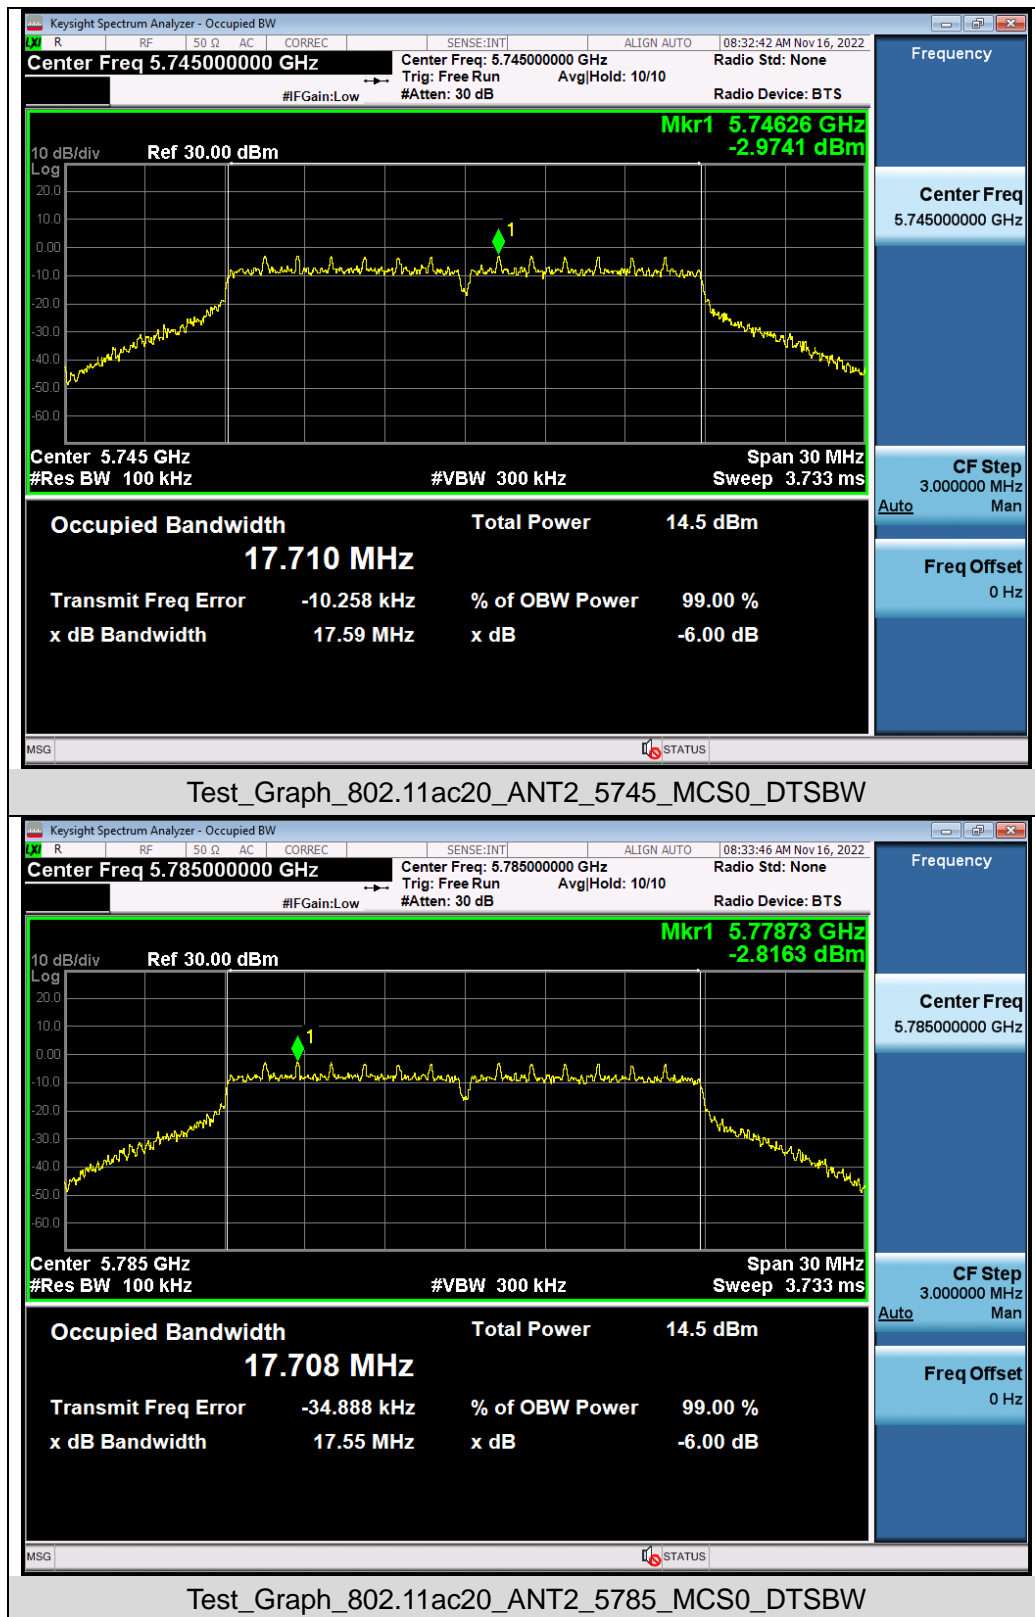 Keysight Spectrum Analyzer - Occupied BW
LXI R RF 50 Ω AC CORREC SENSE:INT ALIGN AUTO 08:32:42 AM Nov 16, 2022
Center Freq 5.745000000 GHz
Center Freq: 5.745000000 GHz Radio Std: None
Trig: Free Run Avg|Hold: 10/10
#IFGain:Low #Atten: 30 dB Radio Device: BTS
Frequency
Mkr1 5.74626 GHz
10 dB/div Ref 30.00 dBm -2.9741 dBm
Log
20.0
10.0
0.00
-10.0
-20.0
-30.0
-40.0
-50.0
-60.0
1
Center Freq
5.745000000 GHz
Center 5.745 GHz Span 30 MHz
#Res BW 100 kHz #VBW 300 kHz Sweep 3.733 ms
CF Step
3.000000 MHz
Auto Man
Occupied Bandwidth Total Power 14.5 dBm
17.710 MHz
Transmit Freq Error -10.258 kHz % of OBW Power 99.00 %
x dB Bandwidth 17.59 MHz x dB -6.00 dB
Freq Offset
0 Hz
MSG STATUS
Test_Graph_802.11ac20_ANT2_5745_MCS0_DTSBW
Keysight Spectrum Analyzer - Occupied BW
LXI R RF 50 Ω AC CORREC SENSE:INT ALIGN AUTO 08:33:46 AM Nov 16, 2022
Center Freq 5.785000000 GHz
Center Freq: 5.785000000 GHz Radio Std: None
Trig: Free Run Avg|Hold: 10/10
#IFGain:Low #Atten: 30 dB Radio Device: BTS
Frequency
Mkr1 5.77873 GHz
10 dB/div Ref 30.00 dBm -2.8163 dBm
Log
20.0
10.0
0.00
-10.0
-20.0
-30.0
-40.0
-50.0
-60.0
1
Center Freq
5.785000000 GHz
Center 5.785 GHz Span 30 MHz
#Res BW 100 kHz #VBW 300 kHz Sweep 3.733 ms
CF Step
3.000000 MHz
Auto Man
Occupied Bandwidth Total Power 14.5 dBm
17.708 MHz
Transmit Freq Error -34.888 kHz % of OBW Power 99.00 %
x dB Bandwidth 17.55 MHz x dB -6.00 dB
Freq Offset
0 Hz
MSG STATUS
Test_Graph_802.11ac20_ANT2_5785_MCS0_DTSBW